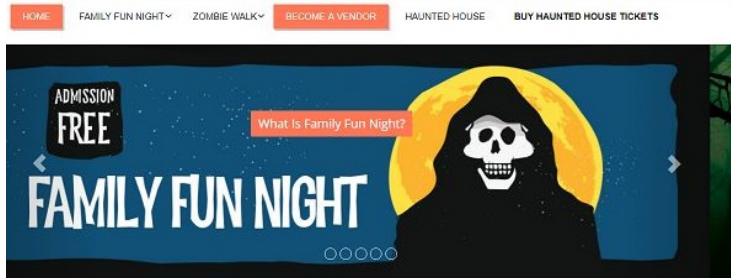 HOME FAMILY FUN NIGHT ZOMBIE WALK BECOME A VENDOR HAUNTED HOUSE BUY HAUNTED HOUSE TICKETS
ADMISSION
FREE
What Is Family Fun Night?
FAMILY FUN NIGHT